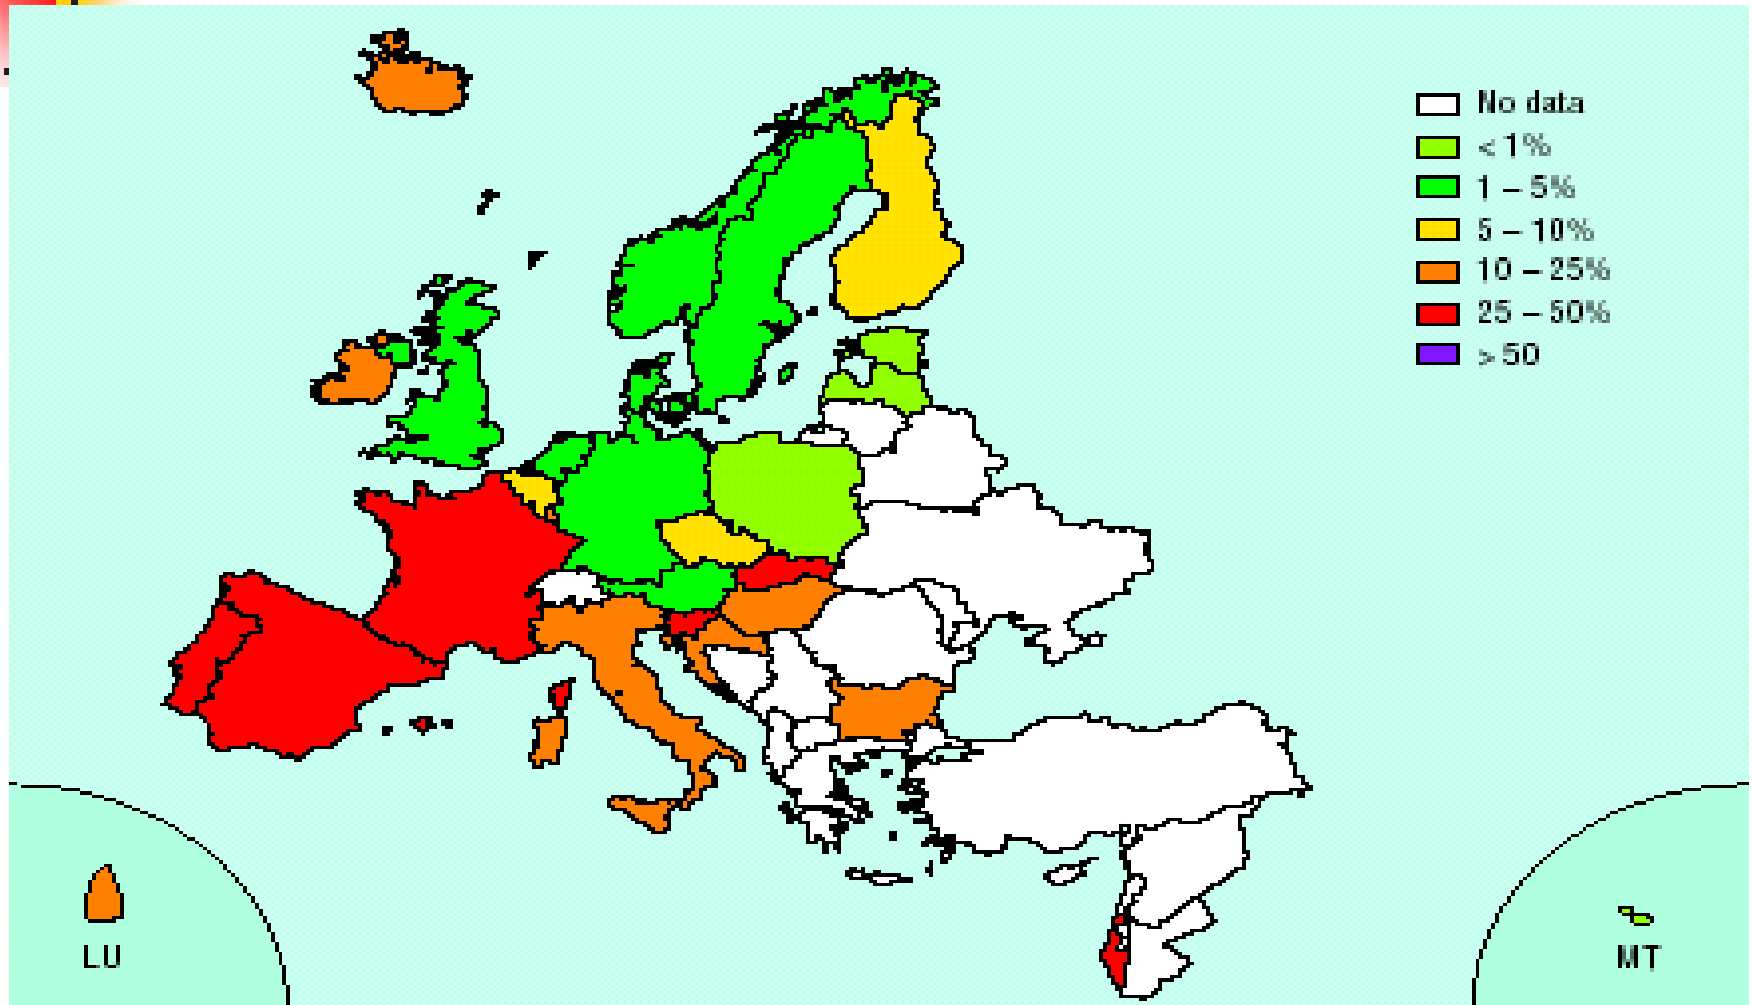 No data
< 1%
1 – 5%
5 – 10%
10 – 25%
25 – 50%
> 50
LU
MT